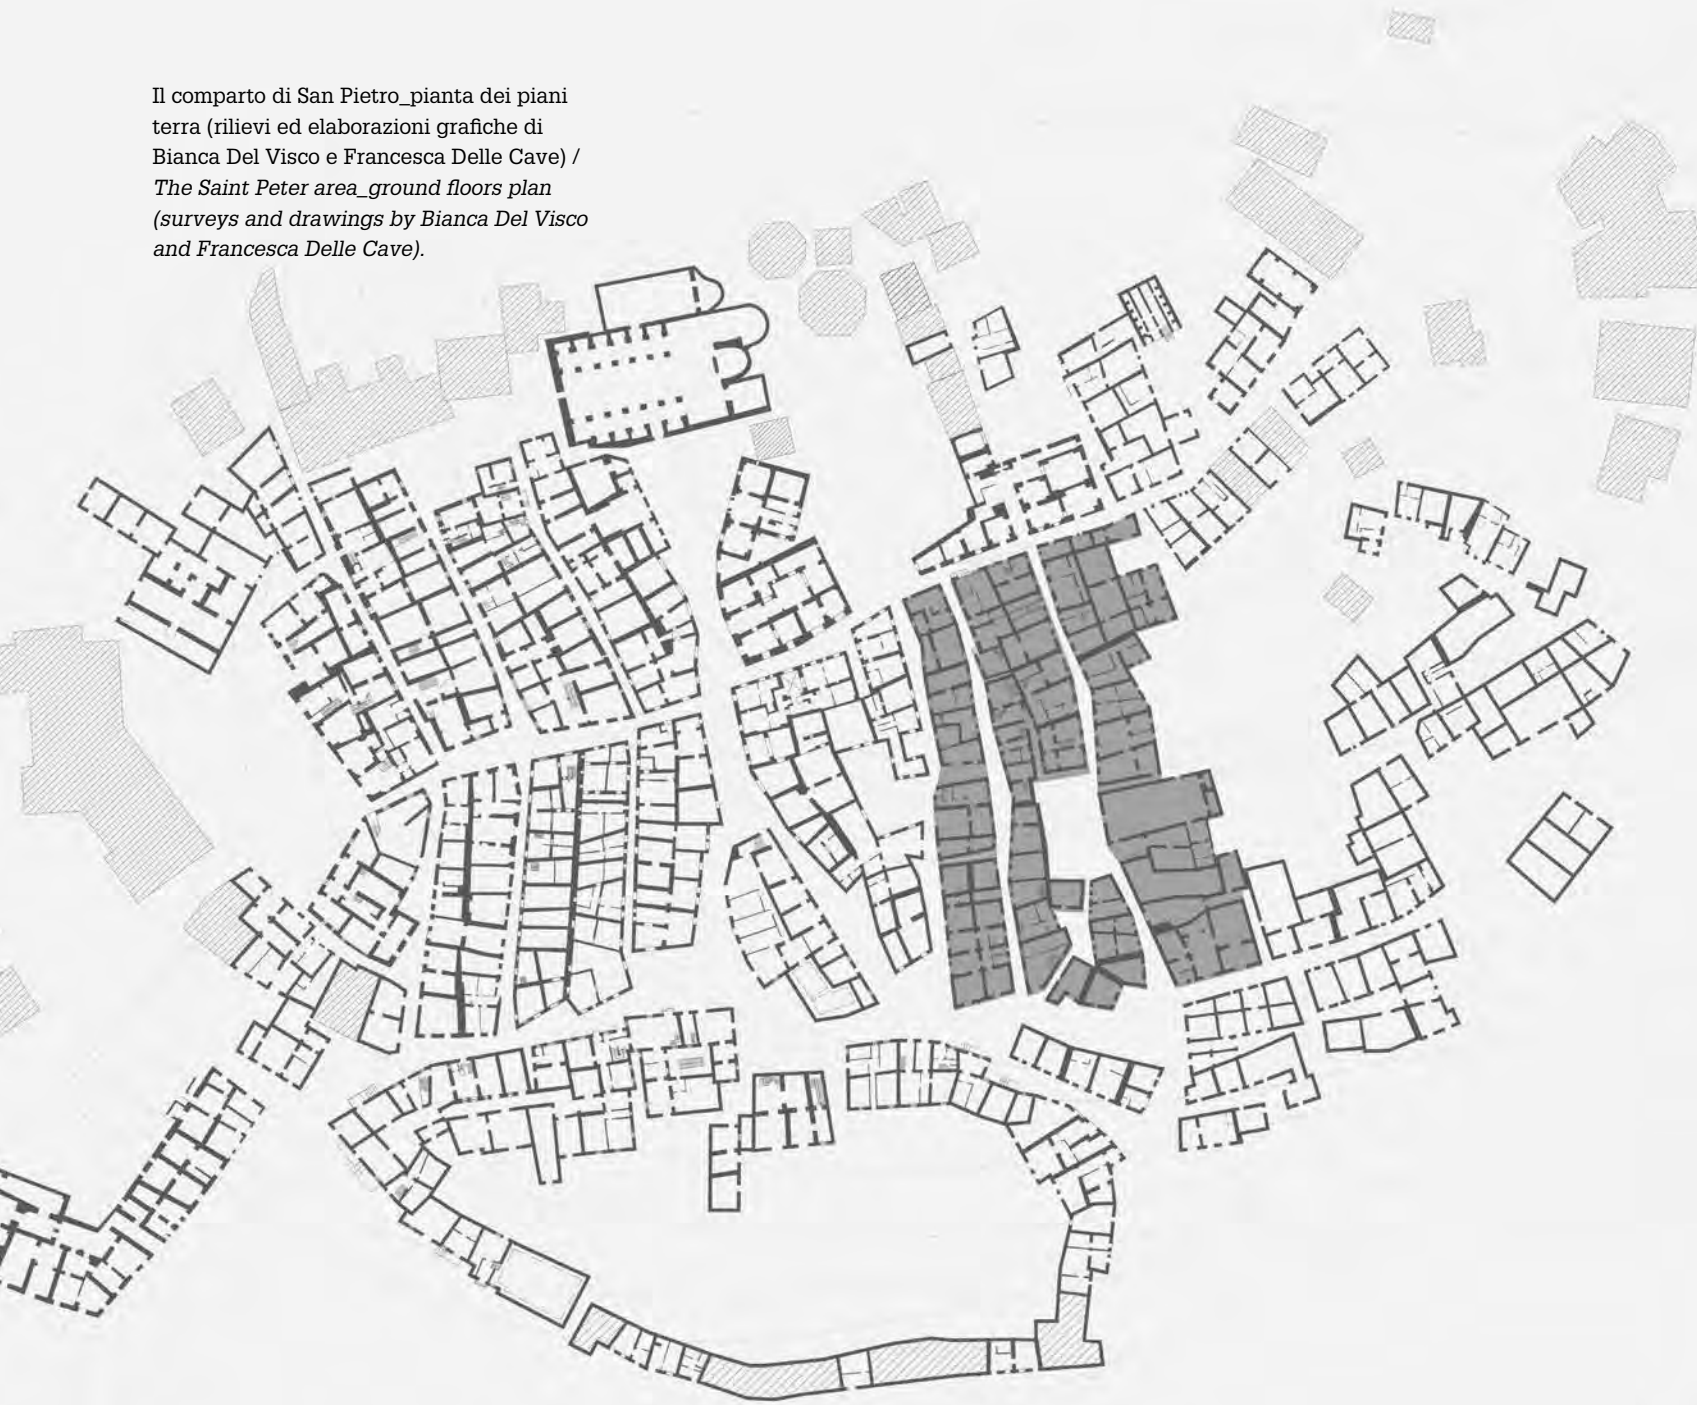 Il comparto di San Pietro_pianta dei piani
terra (rilievi ed elaborazioni grafiche di
Bianca Del Visco e Francesca Delle Cave) /
The Saint Peter area_ground floors plan
(surveys and drawings by Bianca Del Visco
and Francesca Delle Cave).